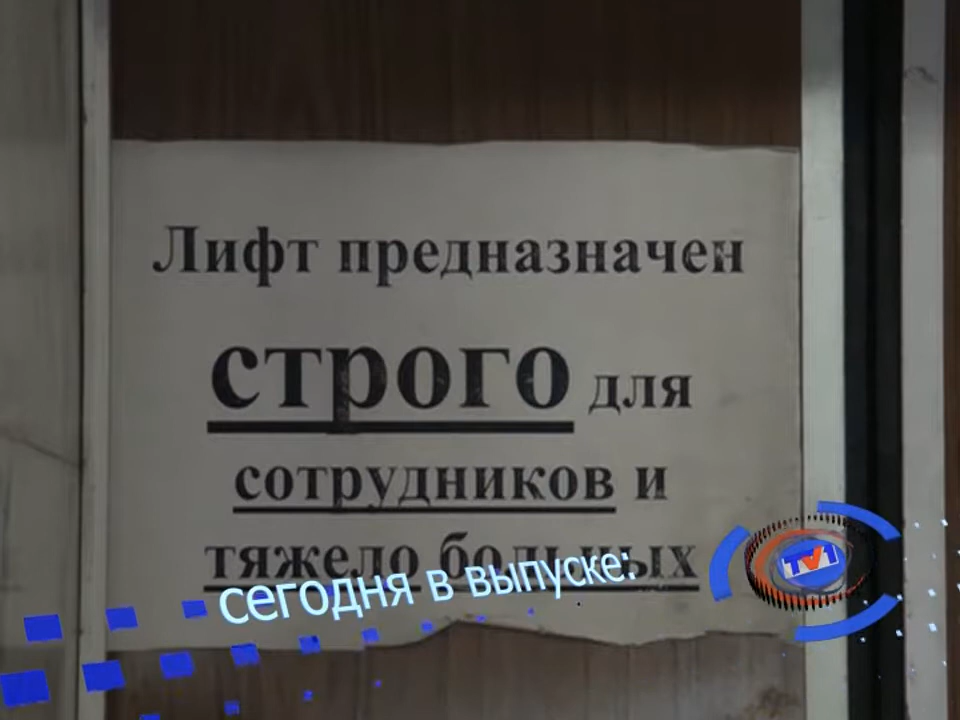 Лифт предназначен
строго для
сотрудников и
тяжело больных
сегодня в выпуске:
TV1